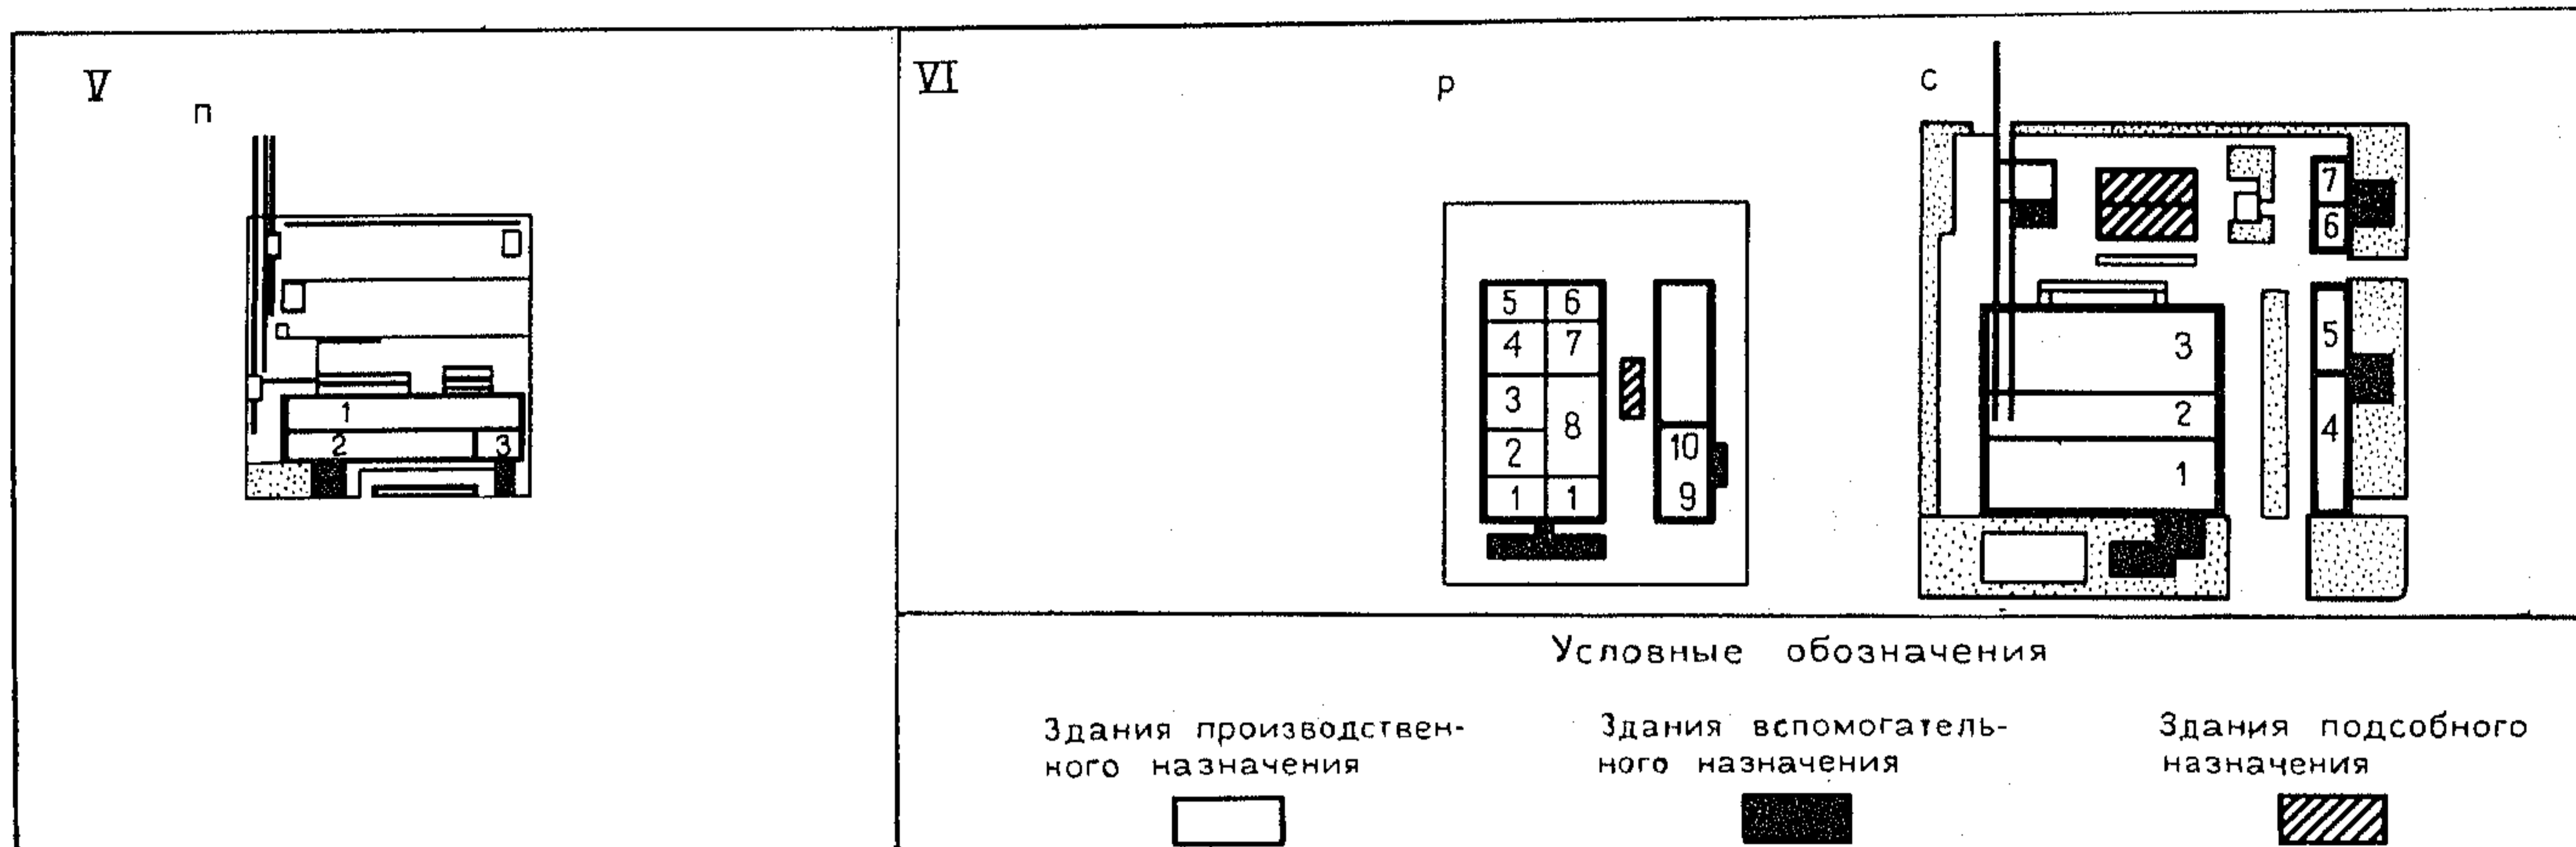 V
п
1
2 3
VI
р
5 6
4 7
3
8
2
10
1 1 9
с
7
6
5
3
2
4
1
Условные обозначения
Здания производствен-
ного назначения
Здания вспомогатель-
ного назначения
Здания подсобного
назначения